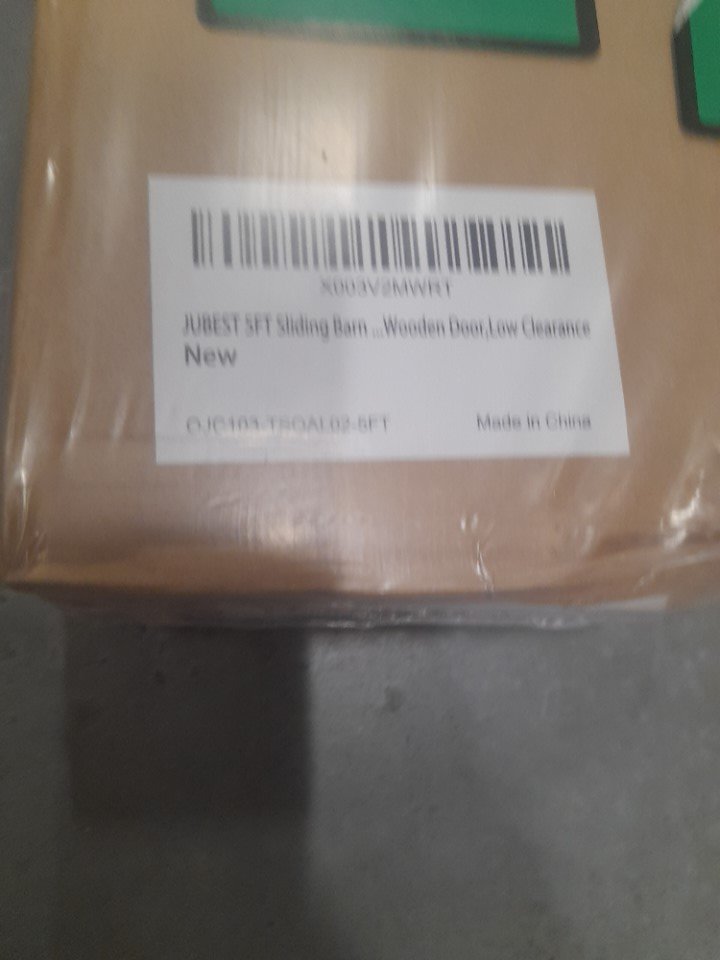 X003V2MWRT
JUBEST 5FT Sliding Barn ...Wooden Door,Low Clearance
New
Made in China